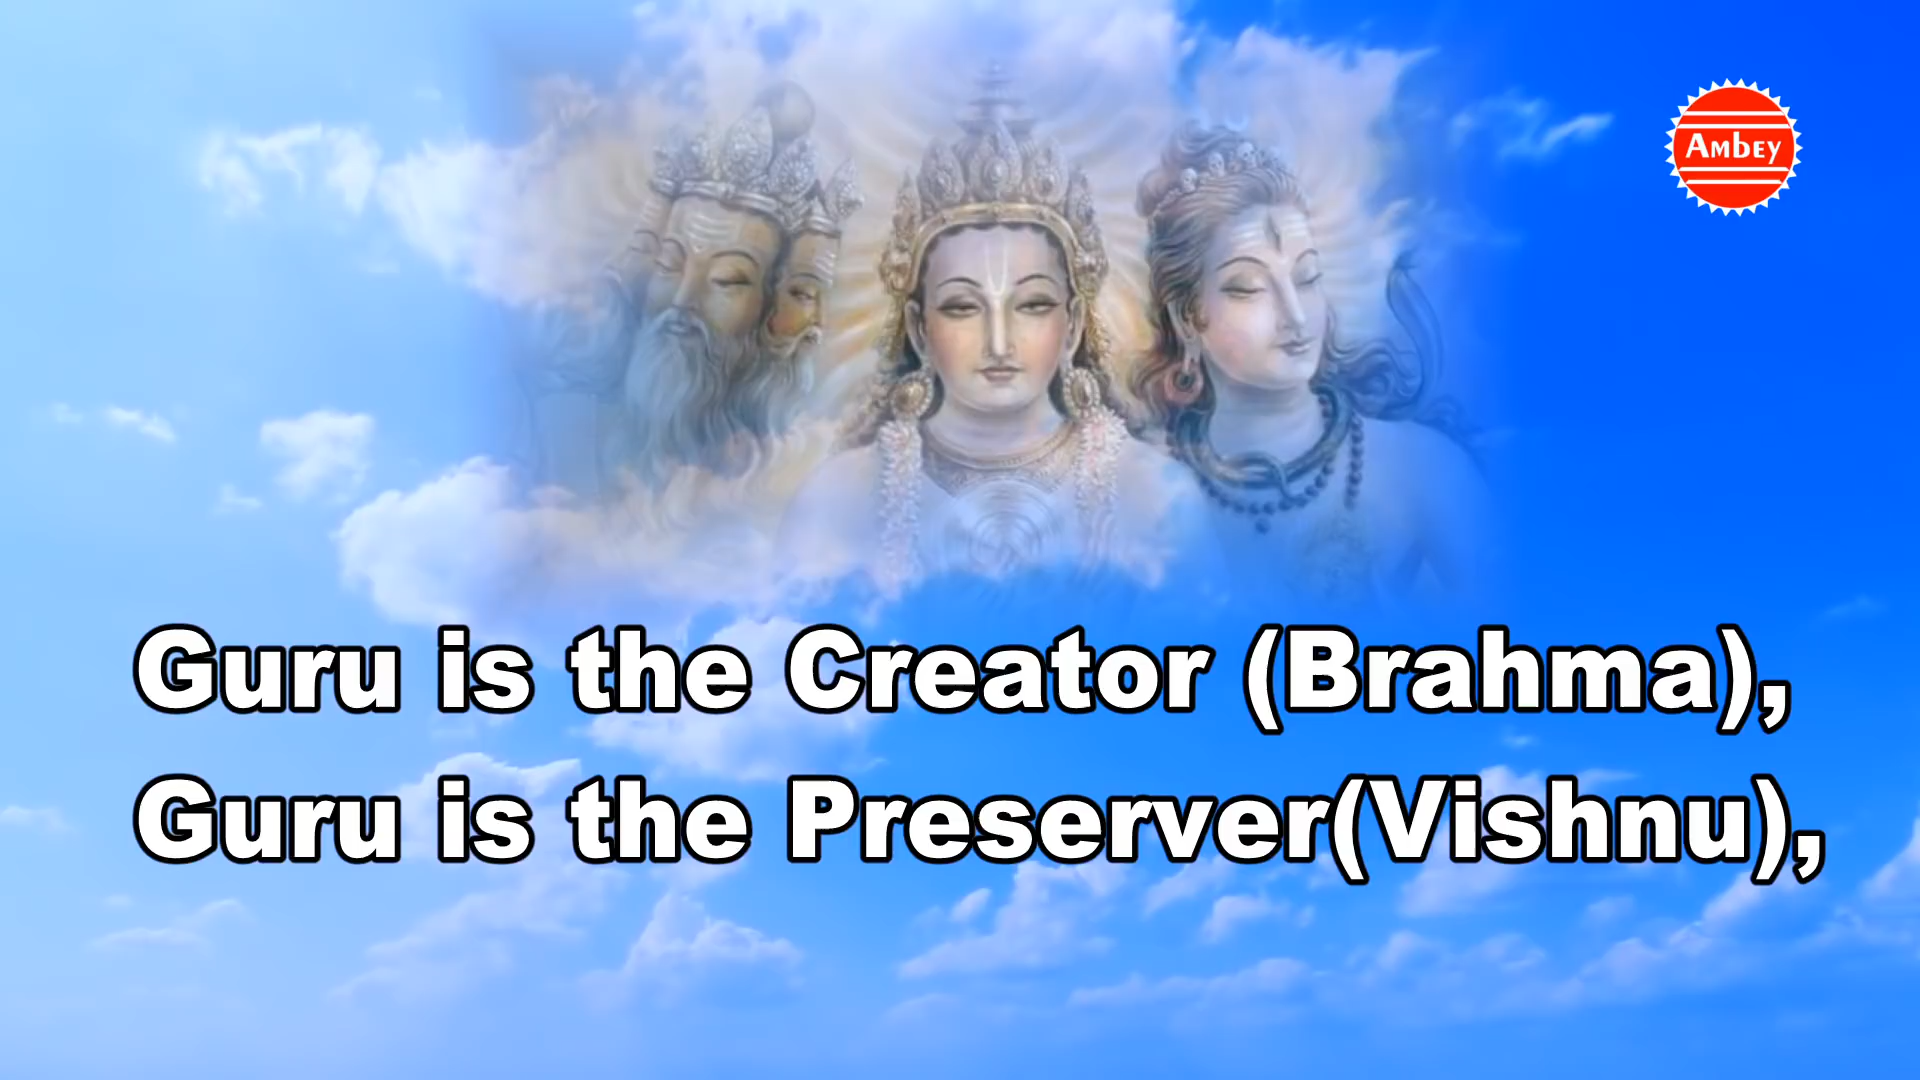 AMBEY
Guru is the Creator (Brahma),
Guru is the Preserver(Vishnu),